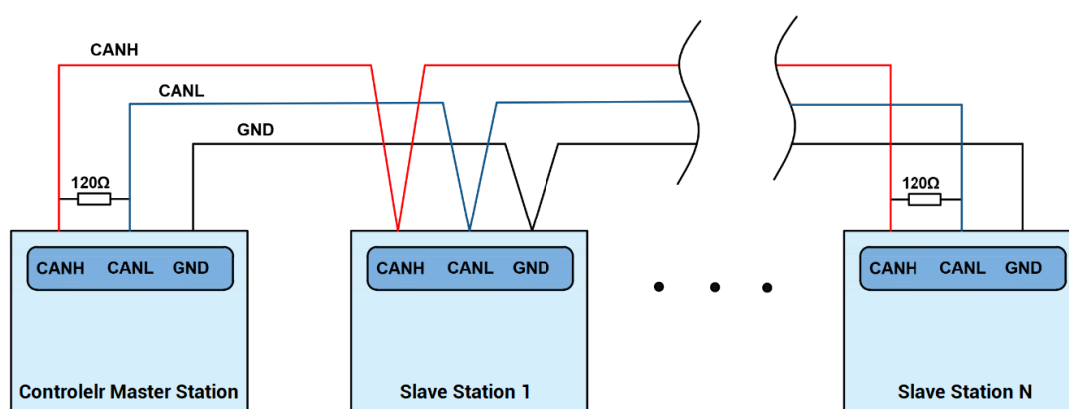 CANH
CANL
GND
120Ω
120Ω
CANH CANL GND
CANH CANL GND
CANH CANL GND
Controlelr Master Station
Slave Station 1
Slave Station N